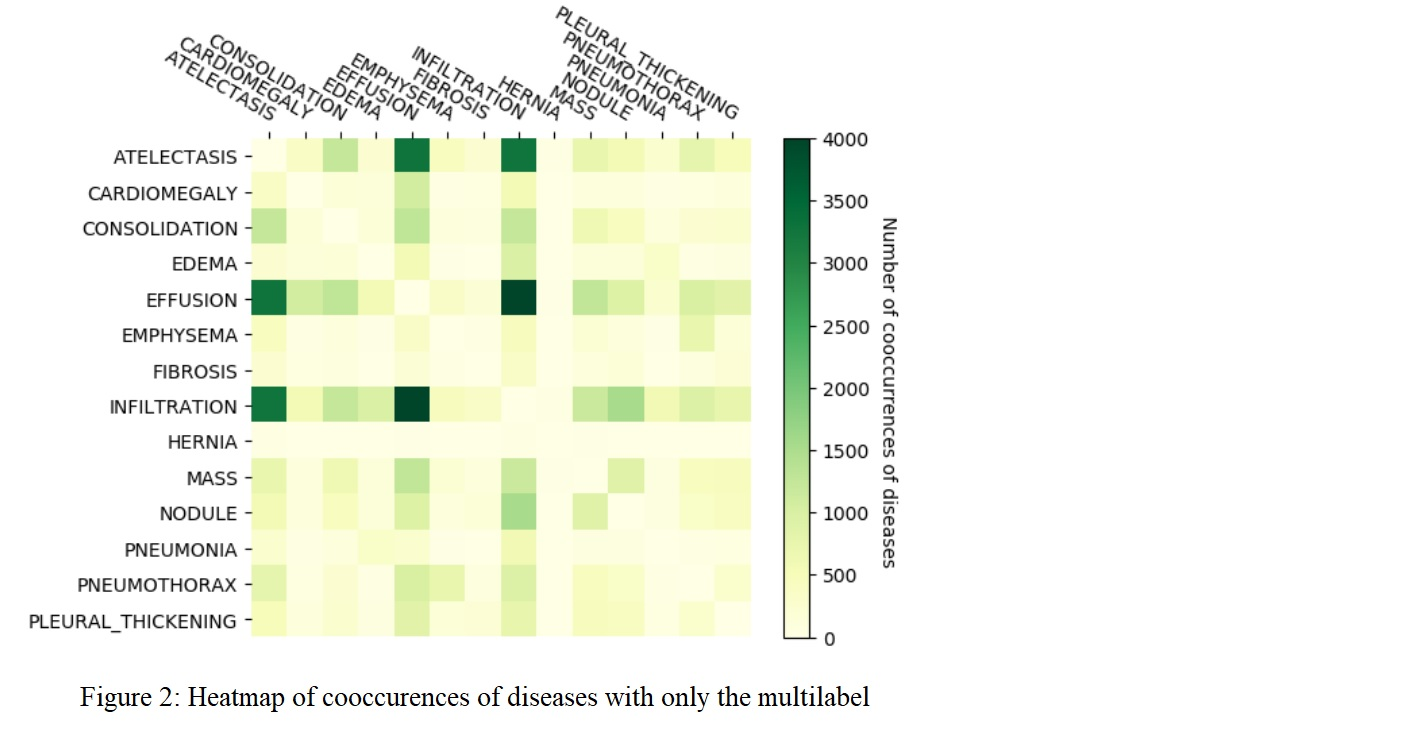 ATELECTASIS
CARDIOMEGALY
CONSOLIDATION
EDEMA
EFFUSION
EMPHYSEMA
FIBROSIS
INFILTRATION
HERNIA
MASS
NODULE
PNEUMONIA
PNEUMOTHORAX
PLEURAL_THICKENING
ATELECTASIS
CARDIOMEGALY
CONSOLIDATION
EDEMA
EFFUSION
EMPHYSEMA
FIBROSIS
INFILTRATION
HERNIA
MASS
NODULE
PNEUMONIA
PNEUMOTHORAX
PLEURAL_THICKENING
4000
3500
3000
2500
2000
1500
1000
500
0
Number of cooccurrences of diseases
Figure 2: Heatmap of cooccurences of diseases with only the multilabel